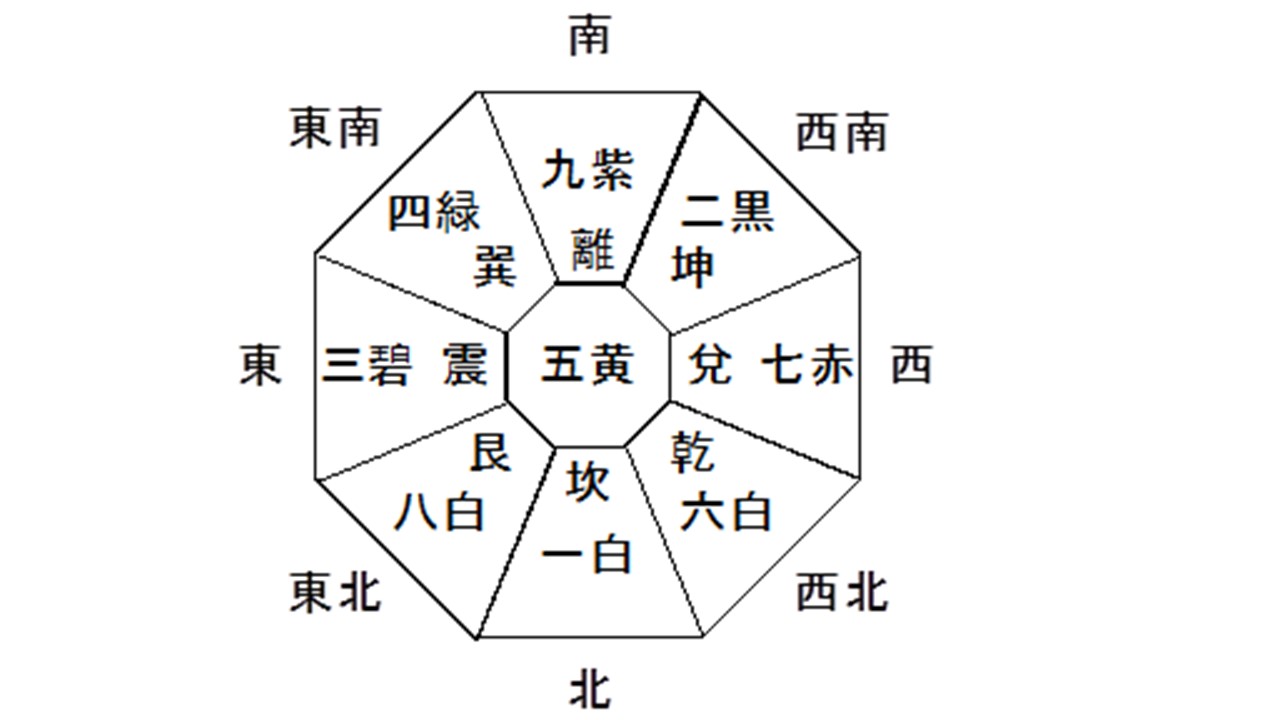 南
東南
西南
九紫
四緑
二黒
離
巽
坤
東
三碧
震
五黄
兌
七赤
西
艮
乾
坎
八白
六白
一白
東北
西北
北